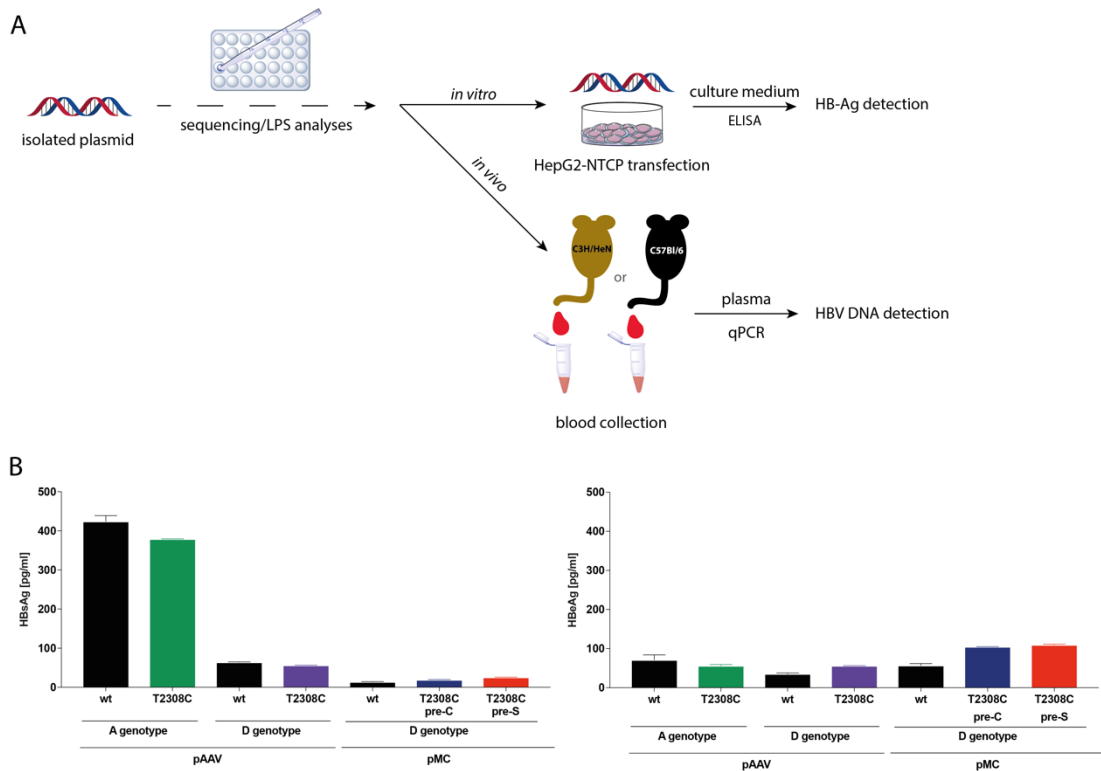 A
isolated plasmid
sequencing/LPS analyses
in vitro
in vivo
HepG2-NTCP transfection
culture medium
ELISA
HB-Ag detection
C3H/HeN
or
C57Bl/6
blood collection
plasma
qPCR
HBV DNA detection
B
HBsAg [pg/ml]
500
400
300
200
100
0
wt
T2308C
wt
T2308C
wt
T2308C
pre-C
T2308C
pre-S
A genotype
D genotype
D genotype
pAAV
pMC
HBeAg [pg/ml]
500
400
300
200
100
0
wt
T2308C
wt
T2308C
wt
T2308C
pre-C
T2308C
pre-S
A genotype
D genotype
D genotype
pAAV
pMC